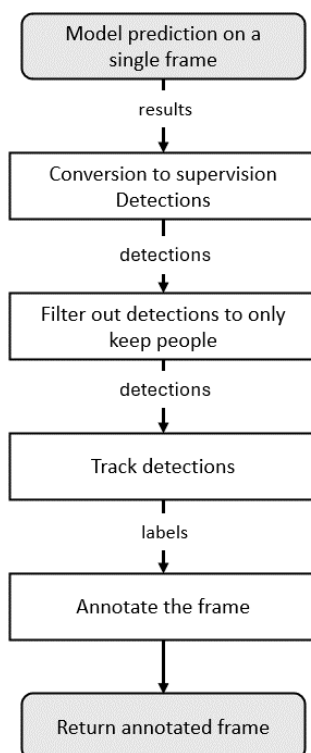 Model prediction on a
single frame
results
Conversion to supervision
Detections
detections
Filter out detections to only
keep people
detections
Track detections
labels
Annotate the frame
Return annotated frame